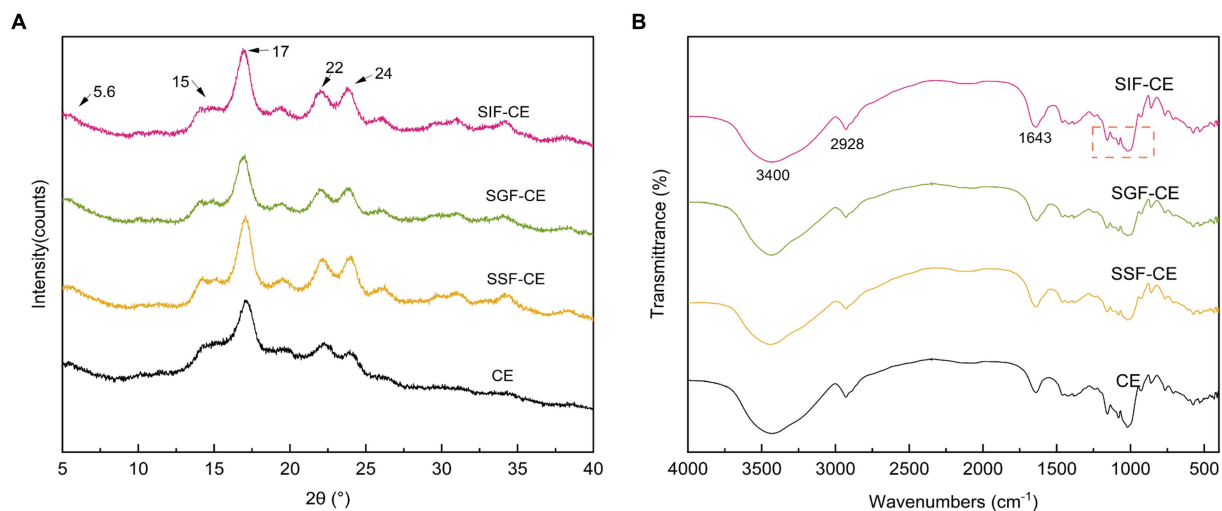 A
Intensity(counts)
5.6
15
17
22
24
SIF-CE
SGF-CE
SSF-CE
CE
5 10 15 20 25 30 35 40
2θ (°)
B
Transmittrance (%)
3400
2928
1643
SIF-CE
SGF-CE
SSF-CE
CE
4000 3500 3000 2500 2000 1500 1000 500
Wavenumbers (cm⁻¹)